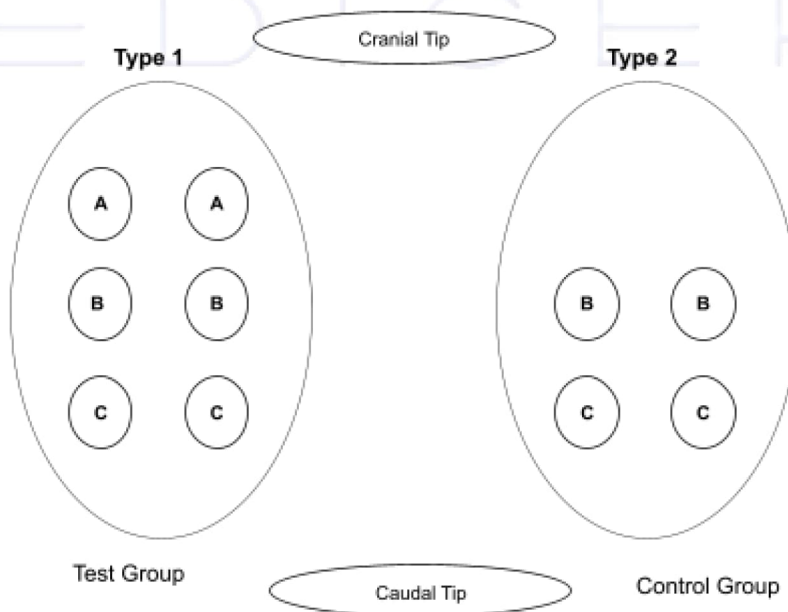 Cranial Tip
Type 1
Type 2
A A
B B
B B
C C
C C
Test Group
Caudal Tip
Control Group